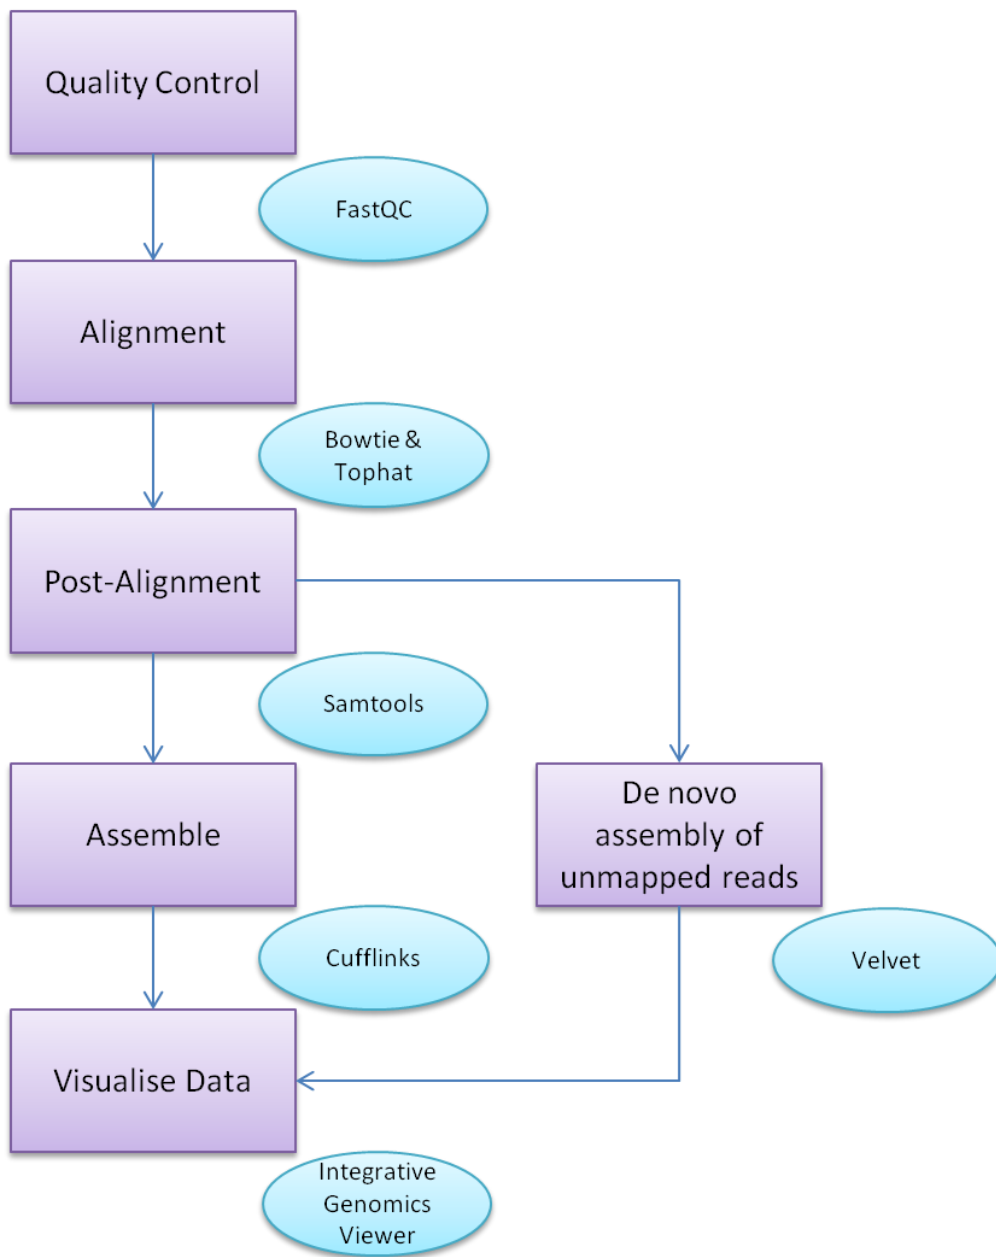 Quality Control
FastQC
Alignment
Bowtie &
Tophat
Post-Alignment
Samtools
Assemble
De novo
assembly of
unmapped reads
Cufflinks
Velvet
Visualise Data
Integrative
Genomics
Viewer